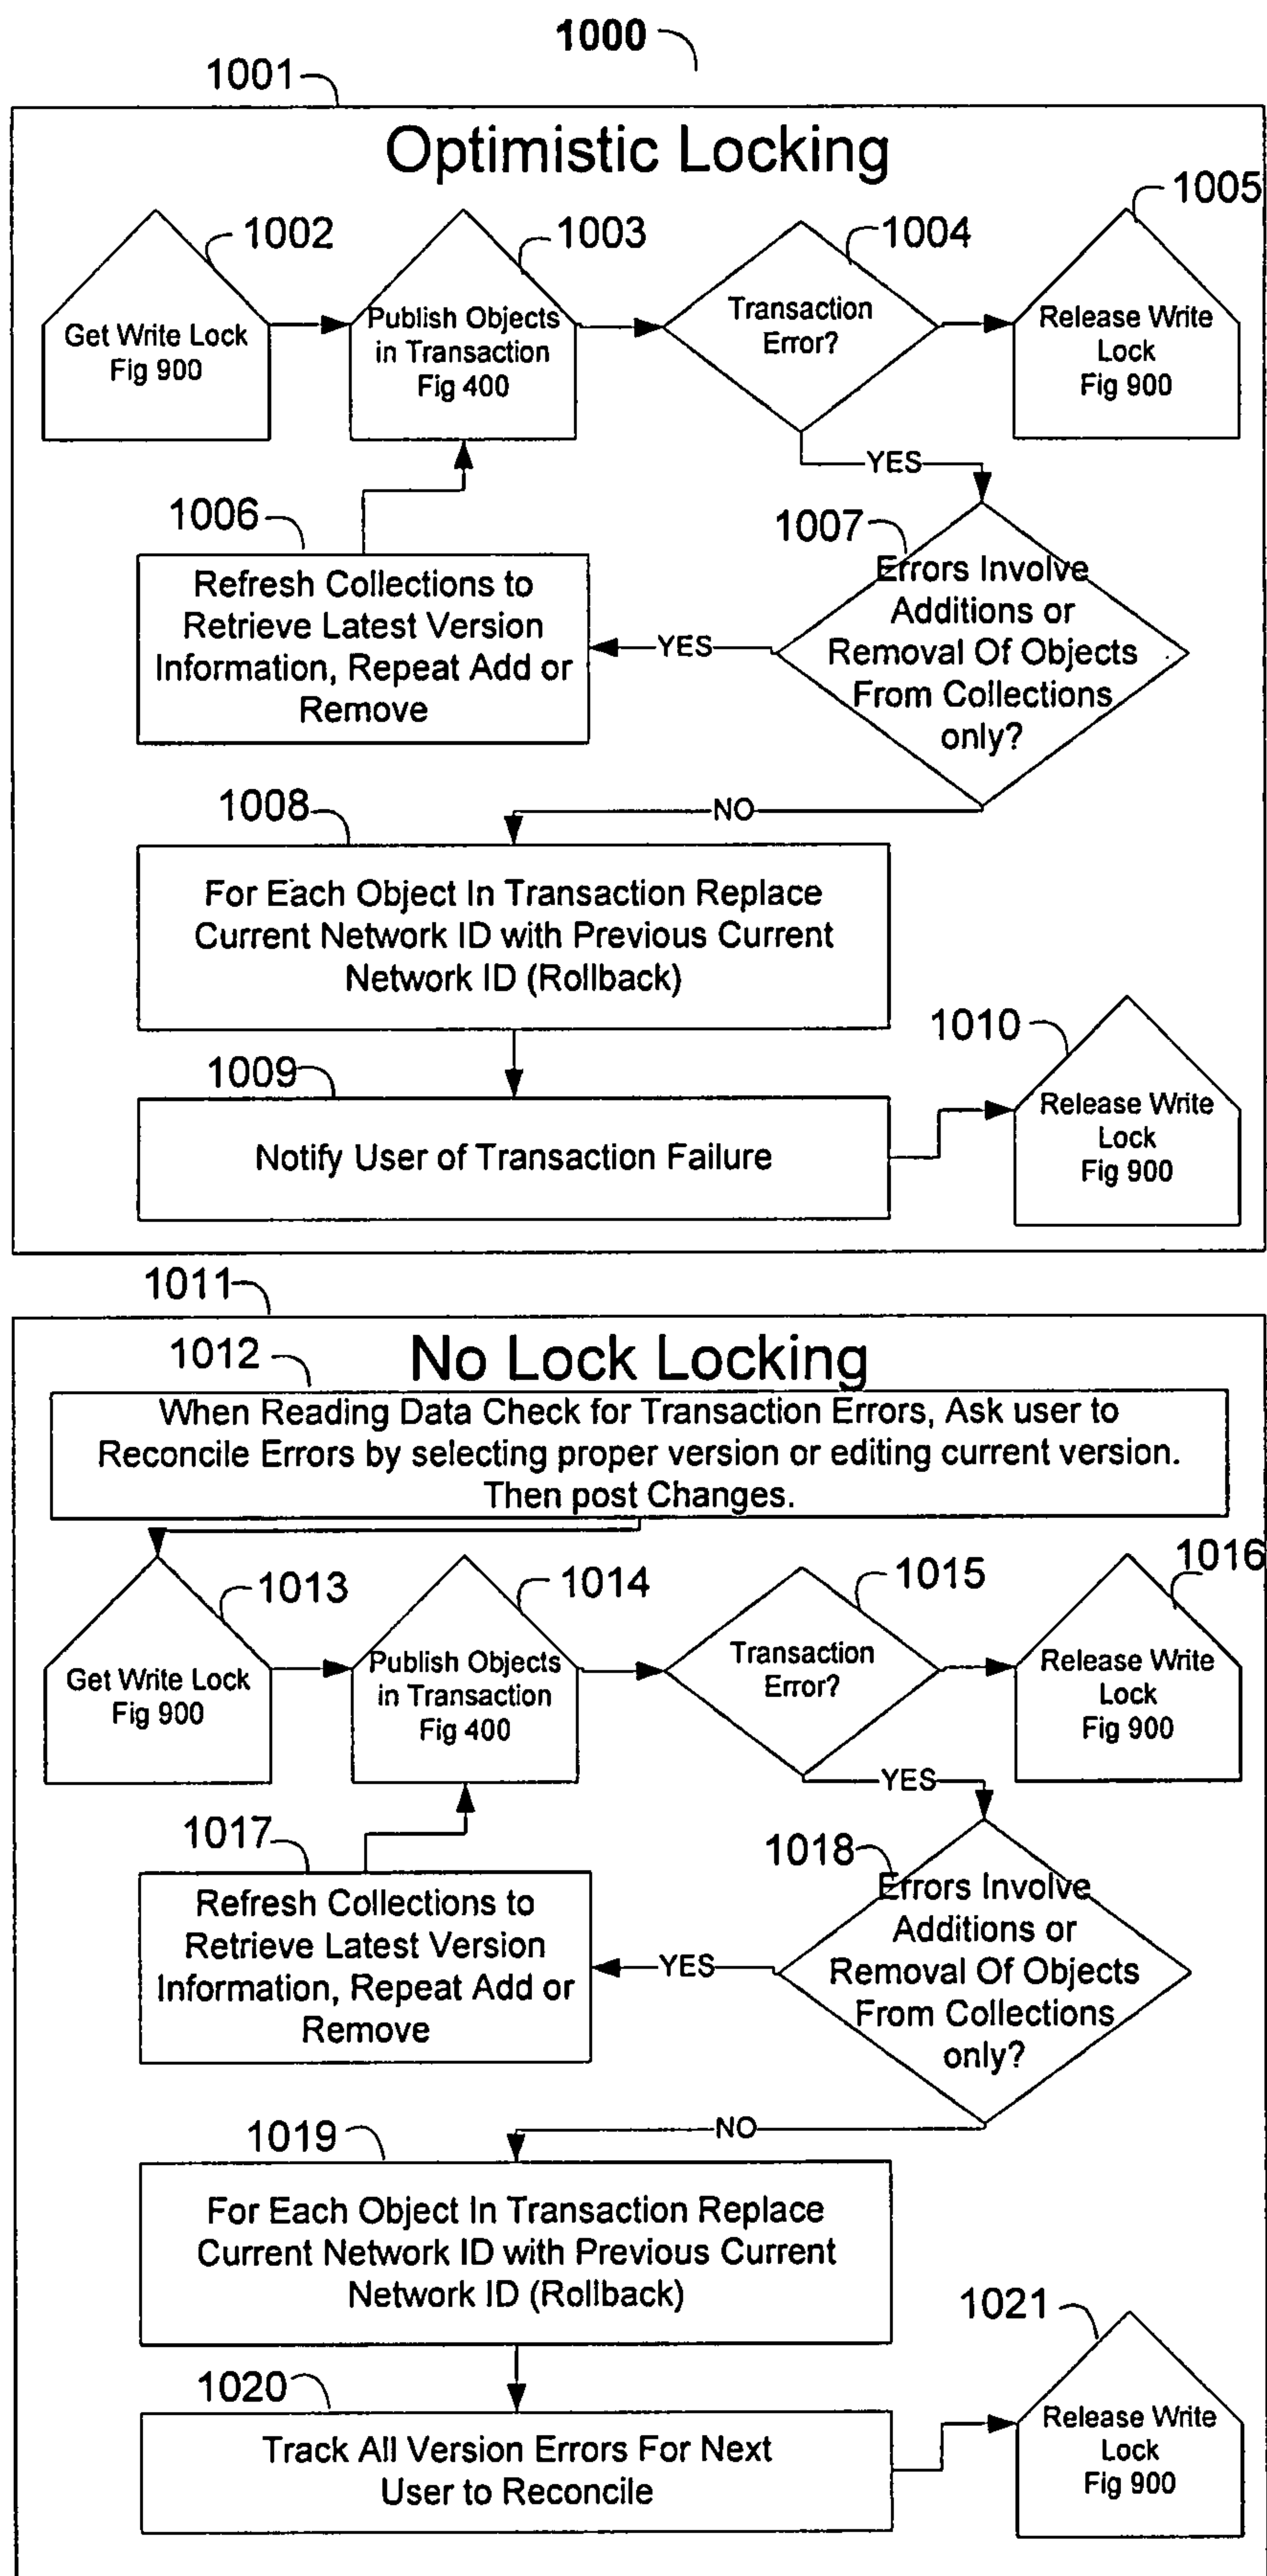 1000
1001
Optimistic Locking
1002
1003
1004
1005
Get Write Lock
Fig 900
Publish Objects
in Transaction
Fig 400
Transaction
Error?
Release Write
Lock
Fig 900
YES
1006
1007
Refresh Collections to
Retrieve Latest Version
Information, Repeat Add or
Remove
YES
Errors Involve
Additions or
Removal Of Objects
From Collections
only?
1008
NO
For Each Object In Transaction Replace
Current Network ID with Previous Current
Network ID (Rollback)
1009
1010
Notify User of Transaction Failure
Release Write
Lock
Fig 900
1011
1012
No Lock Locking
When Reading Data Check for Transaction Errors, Ask user to
Reconcile Errors by selecting proper version or editing current version.
Then post Changes.
1013
1014
1015
1016
Get Write Lock
Fig 900
Publish Objects
in Transaction
Fig 400
Transaction
Error?
Release Write
Lock
Fig 900
YES
1017
1018
Refresh Collections to
Retrieve Latest Version
Information, Repeat Add or
Remove
YES
Errors Involve
Additions or
Removal Of Objects
From Collections
only?
1019
NO
For Each Object In Transaction Replace
Current Network ID with Previous Current
Network ID (Rollback)
1020
1021
Track All Version Errors For Next
User to Reconcile
Release Write
Lock
Fig 900